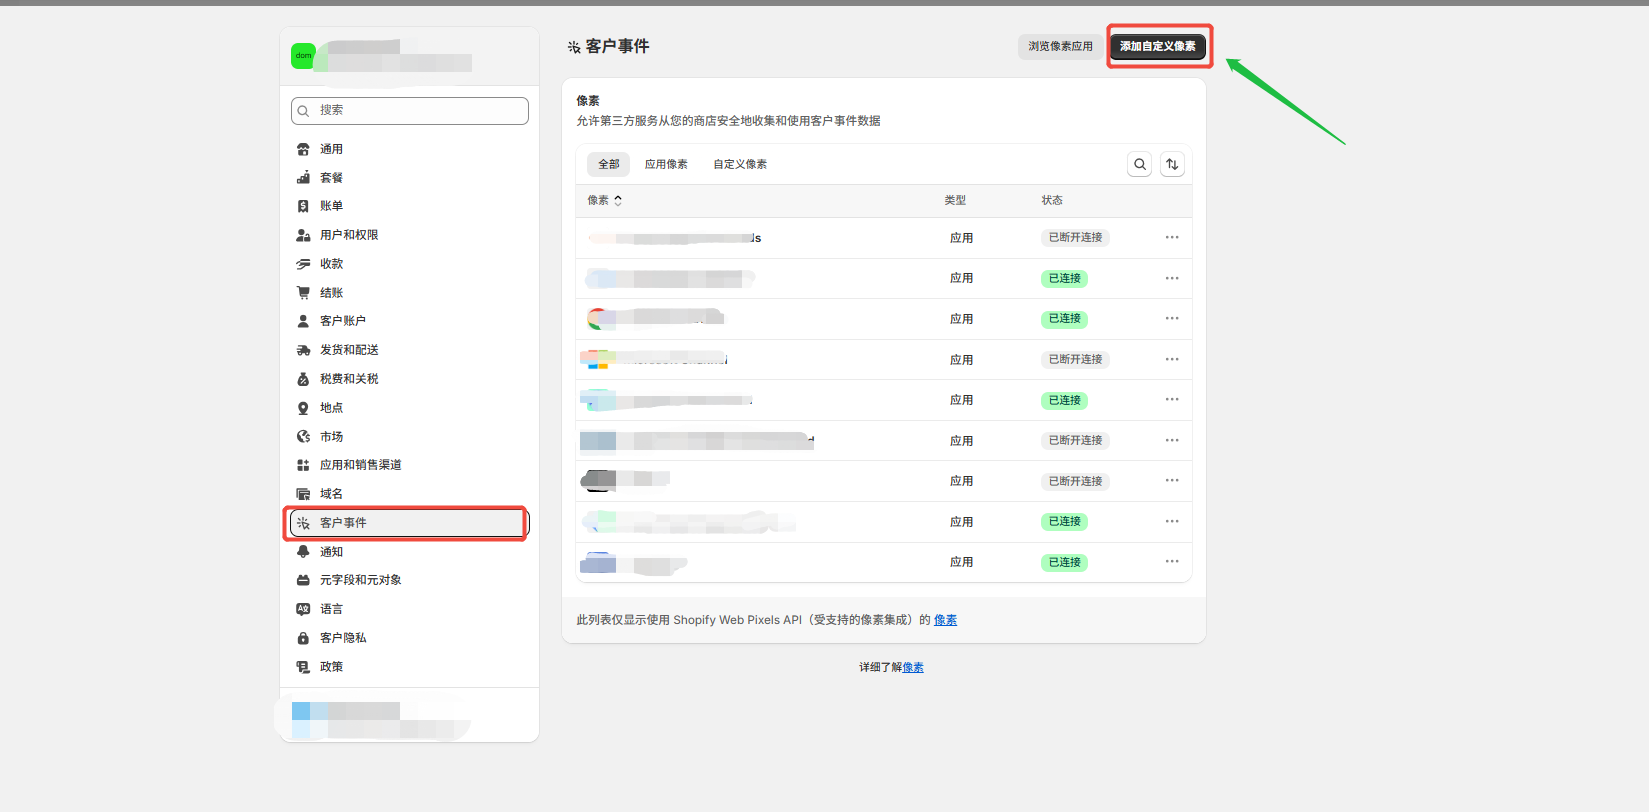 dom
搜索
通用
套餐
账单
用户和权限
收款
结账
客户账户
发货和配送
税费和关税
地点
市场
应用和销售渠道
域名
客户事件
通知
元字段和元对象
语言
客户隐私
政策
客户事件
浏览像素应用
添加自定义像素
像素
允许第三方服务从您的商店安全地收集和使用客户事件数据
全部 应用像素 自定义像素
像素 类型 状态
应用 已断开连接
应用 已连接
应用 已连接
应用 已断开连接
应用 已连接
应用 已断开连接
应用 已断开连接
应用 已连接
应用 已连接
此列表仅显示使用 Shopify Web Pixels API（受支持的像素集成）的 像素
详细了解像素